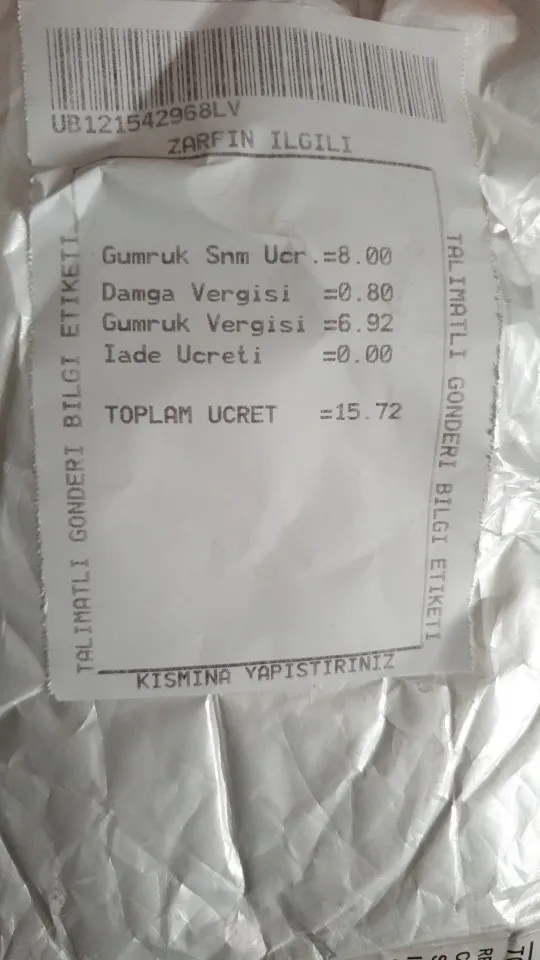 UB121542968LV
ZARFIN ILGILI
TALIMATLI GONDERI BILGI ETIKETI
Gumruk Snm Ucr.=8.00
Damga Vergisi =0.80
Gumruk Vergisi =6.92
Iade Ucreti =0.00
TOPLAM UCRET =15.72
TALIMATLI GONDERI BILGI ETIKETI
KISMINA YAPISTIRINIZ